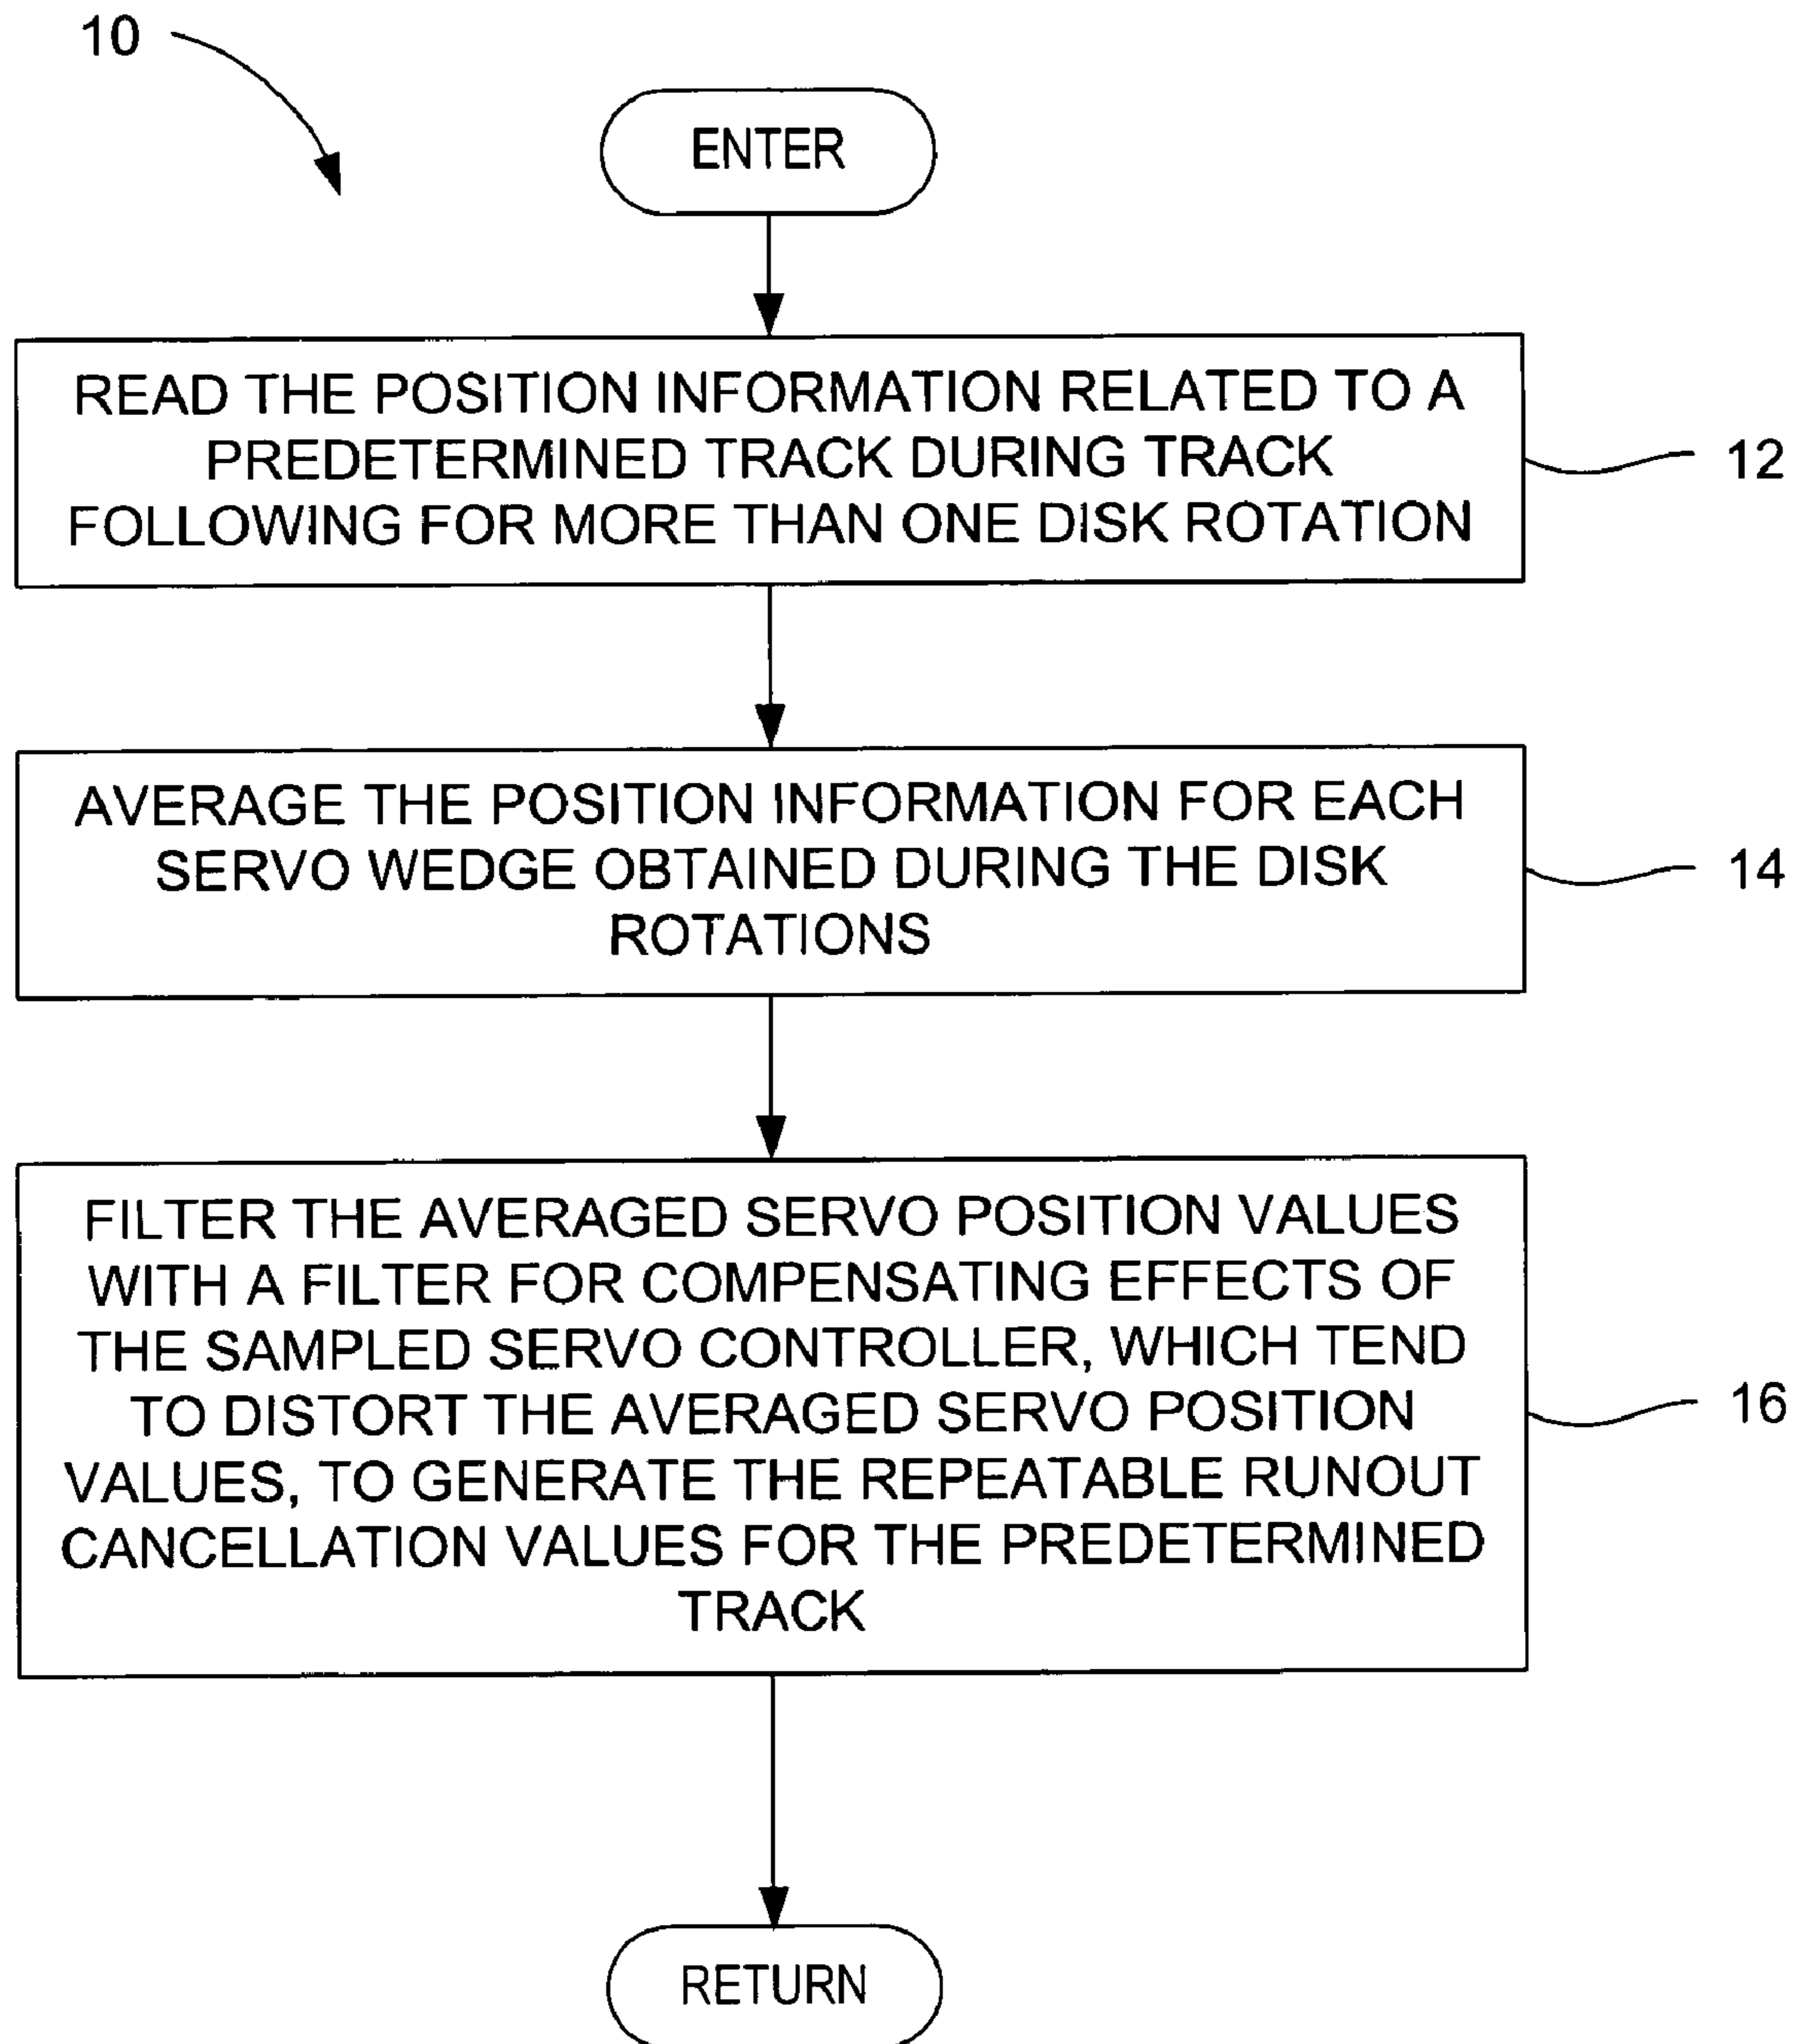 10
ENTER
READ THE POSITION INFORMATION RELATED TO A
PREDETERMINED TRACK DURING TRACK
FOLLOWING FOR MORE THAN ONE DISK ROTATION
12
AVERAGE THE POSITION INFORMATION FOR EACH
SERVO WEDGE OBTAINED DURING THE DISK
ROTATIONS
14
FILTER THE AVERAGED SERVO POSITION VALUES
WITH A FILTER FOR COMPENSATING EFFECTS OF
THE SAMPLED SERVO CONTROLLER, WHICH TEND
TO DISTORT THE AVERAGED SERVO POSITION
VALUES, TO GENERATE THE REPEATABLE RUNOUT
CANCELLATION VALUES FOR THE PREDETERMINED
TRACK
16
RETURN